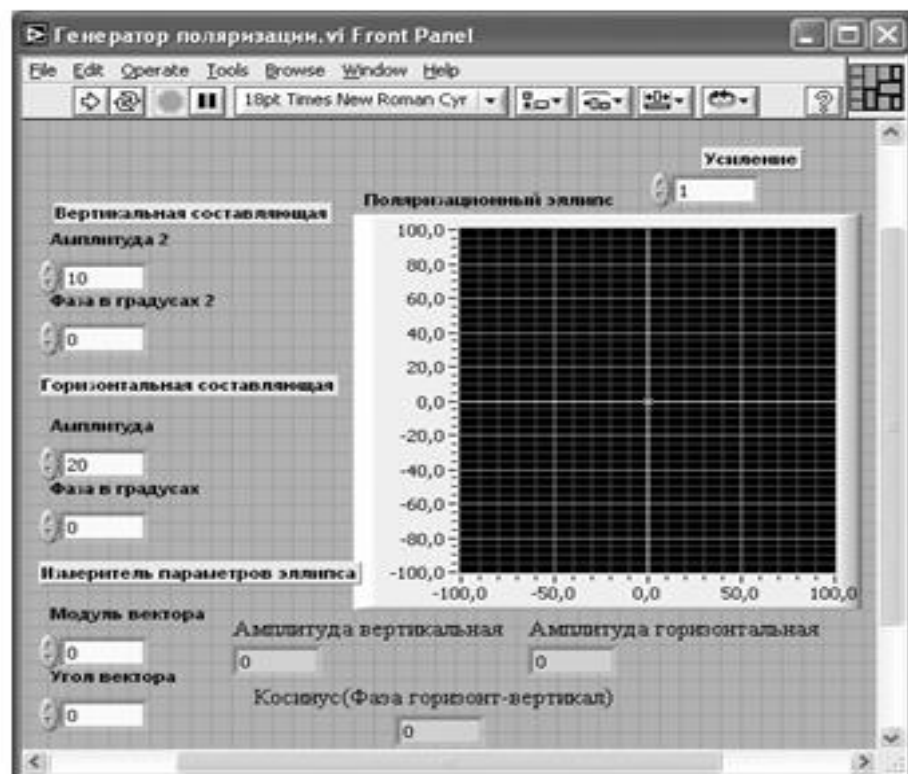 Генератор поляризации.vi Front Panel
File Edit Operate Tools Browse Window Help
18pt Times New Roman Cyr
Усиление
1
Поляризационный эллипс
Вертикальная составляющая
Амплитуда 2
10
Фаза в градусах 2
0
Горизонтальная составляющая
Амплитуда
20
Фаза в градусах
0
Измеритель параметров эллипса
Модуль вектора
0
Угол вектора
0
100,0
80,0
60,0
40,0
20,0
0,0
-20,0
-40,0
-60,0
-80,0
-100,0
-100,0 -50,0 0,0 50,0 100,0
Амплитуда вертикальная Амплитуда горизонтальная
0 0
Косинус(Фаза горизонт-вертикал)
0